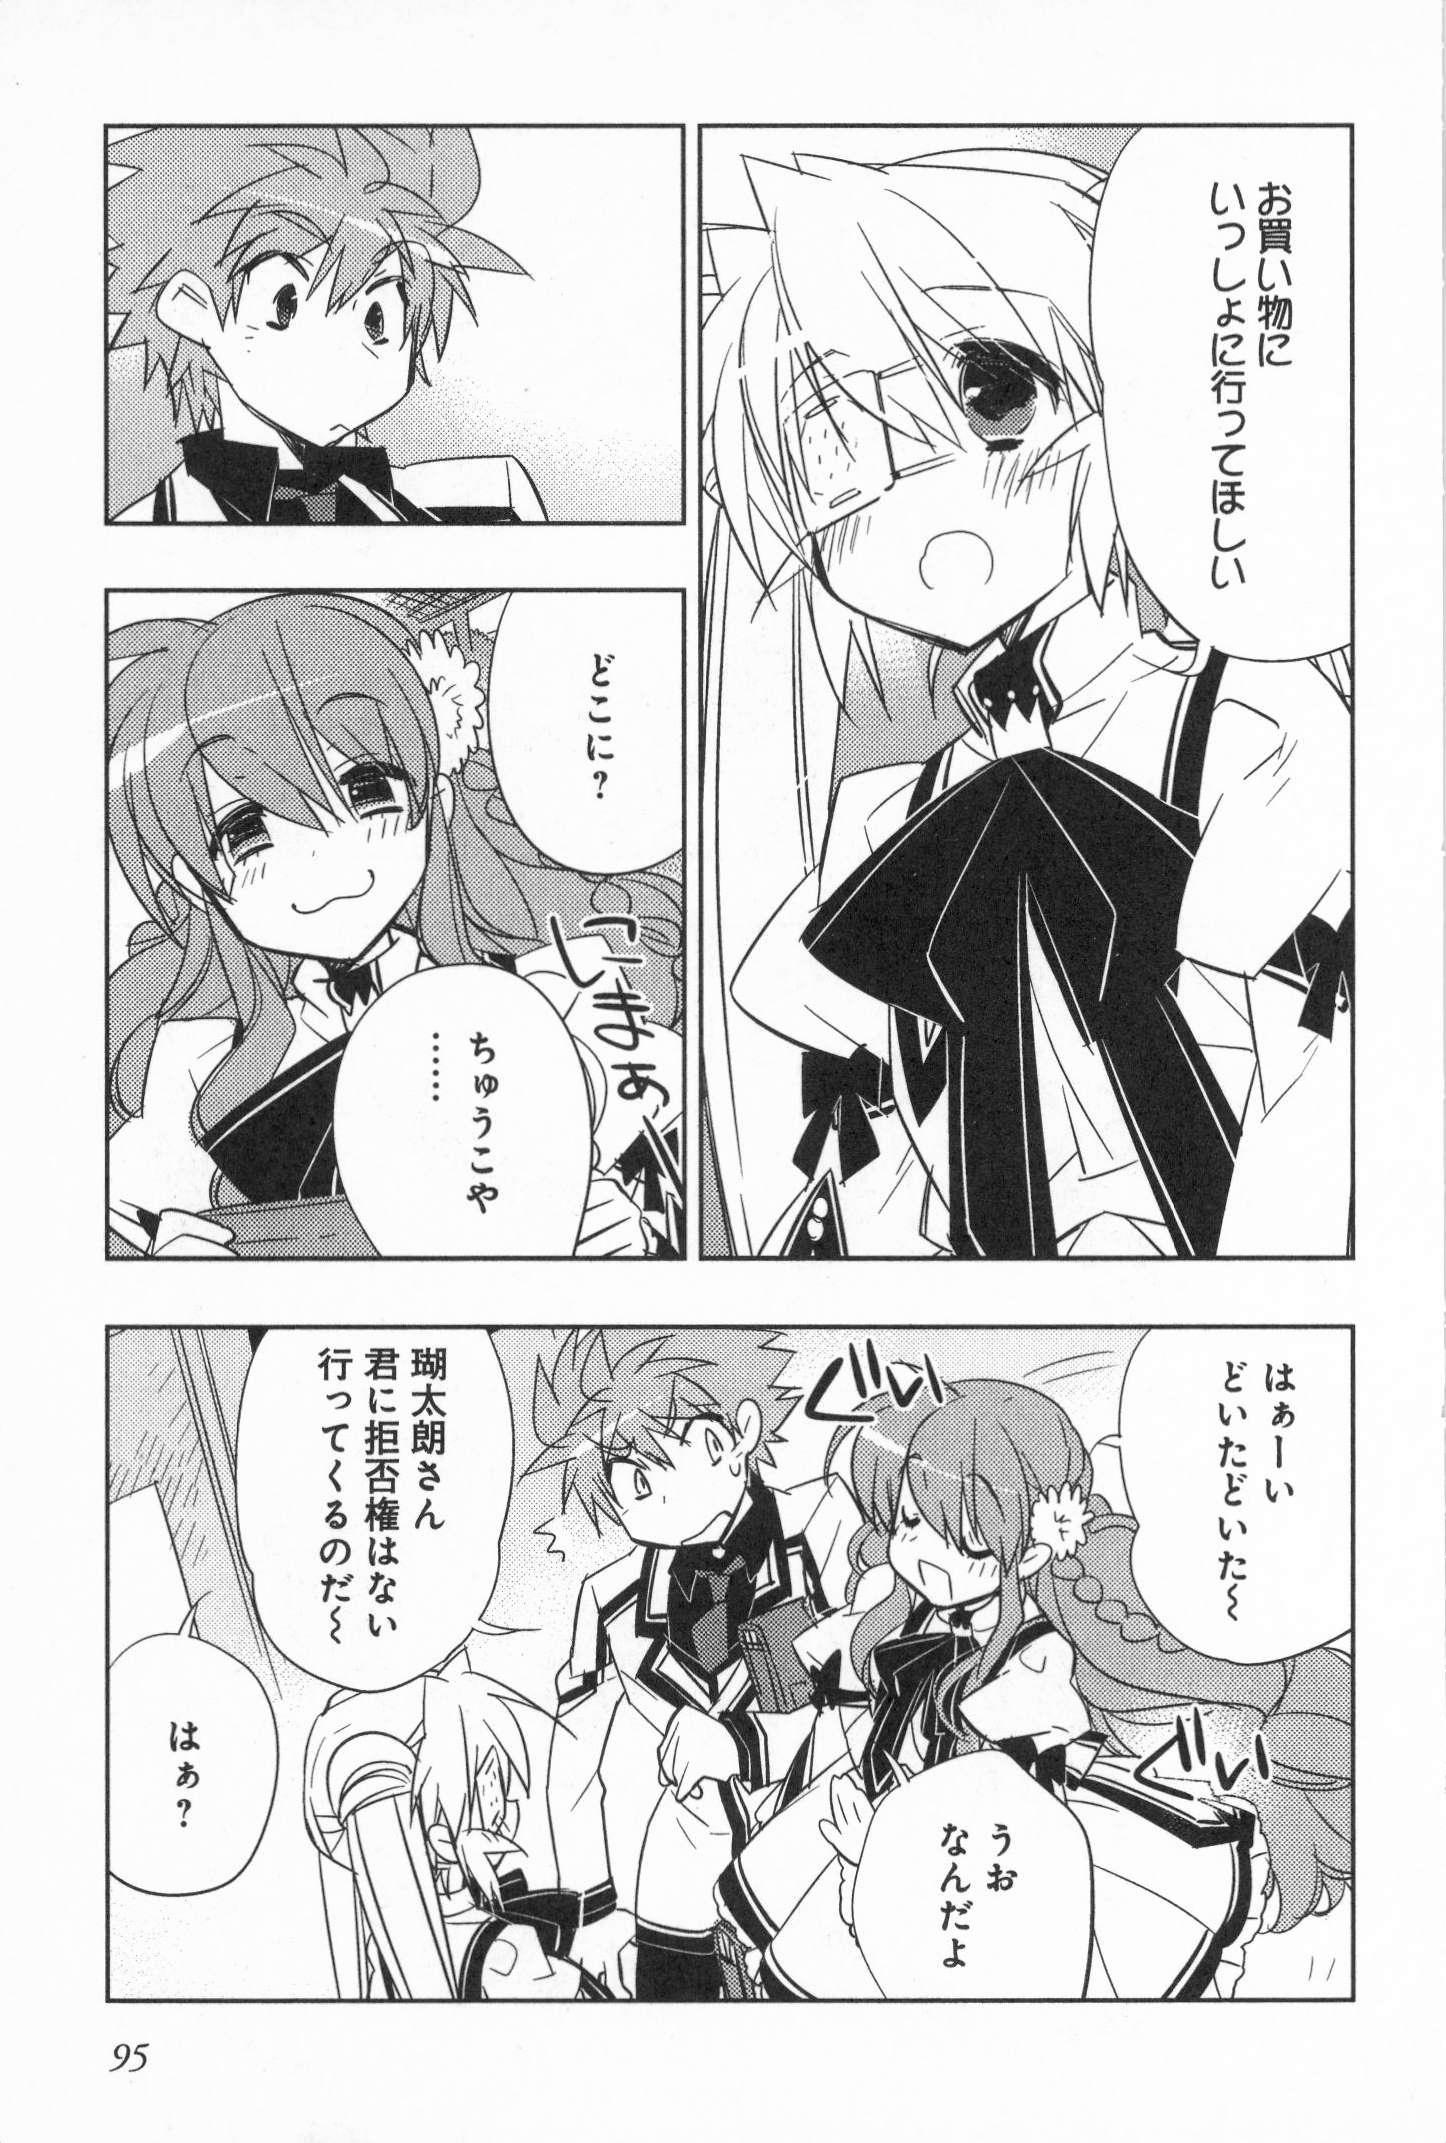 お買い物に
いっしょに行ってほしい
どこに?
にまぁ
ちゅうこや
……
はぁーい
どいたどいた〜
ぐい
ぐい
うお
なんだよ
瑚太朗さん
君に拒否権はない
行ってくるのだ〜
はぁ?
95